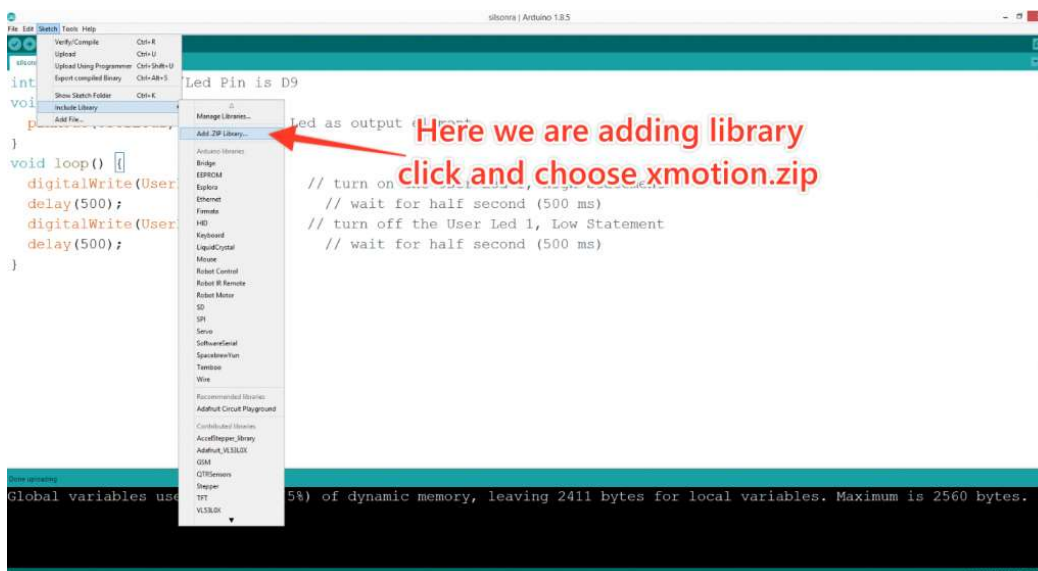 silsonra | Arduino 1.8.5
File Edit Sketch Tools Help
Verify/Compile Ctrl+R
Upload Ctrl+U
Upload Using Programmer Ctrl+Shift+U
Export compiled Binary Ctrl+Alt+S
Show Sketch Folder Ctrl+K
Include Library
Add File...
Manage Libraries...
Add .ZIP Library...
Arduino libraries
Bridge
EEPROM
Esplora
Ethernet
Firmata
HID
Keyboard
LiquidCrystal
Mouse
Robot Control
Robot IR Remote
Robot Motor
SD
SPI
Servo
SoftwareSerial
SpacebrewYun
Temboo
Wire
Recommended libraries
Adafruit Circuit Playground
Contributed libraries
AccelStepper_library
Adafruit_VL53L0X
GSM
QTRSensors
Stepper
TFT
VL53L0X
Here we are adding library
click and choose xmotion.zip
int /Led Pin is D9
voi
Led as output element
}
void loop() {
digitalWrite(User // turn on the User Led 1,
delay(500); // wait for half second (500 ms)
digitalWrite(User // turn off the User Led 1, Low Statement
delay(500); // wait for half second (500 ms)
}
Done uploading
Global variables use 5%) of dynamic memory, leaving 2411 bytes for local variables. Maximum is 2560 bytes.